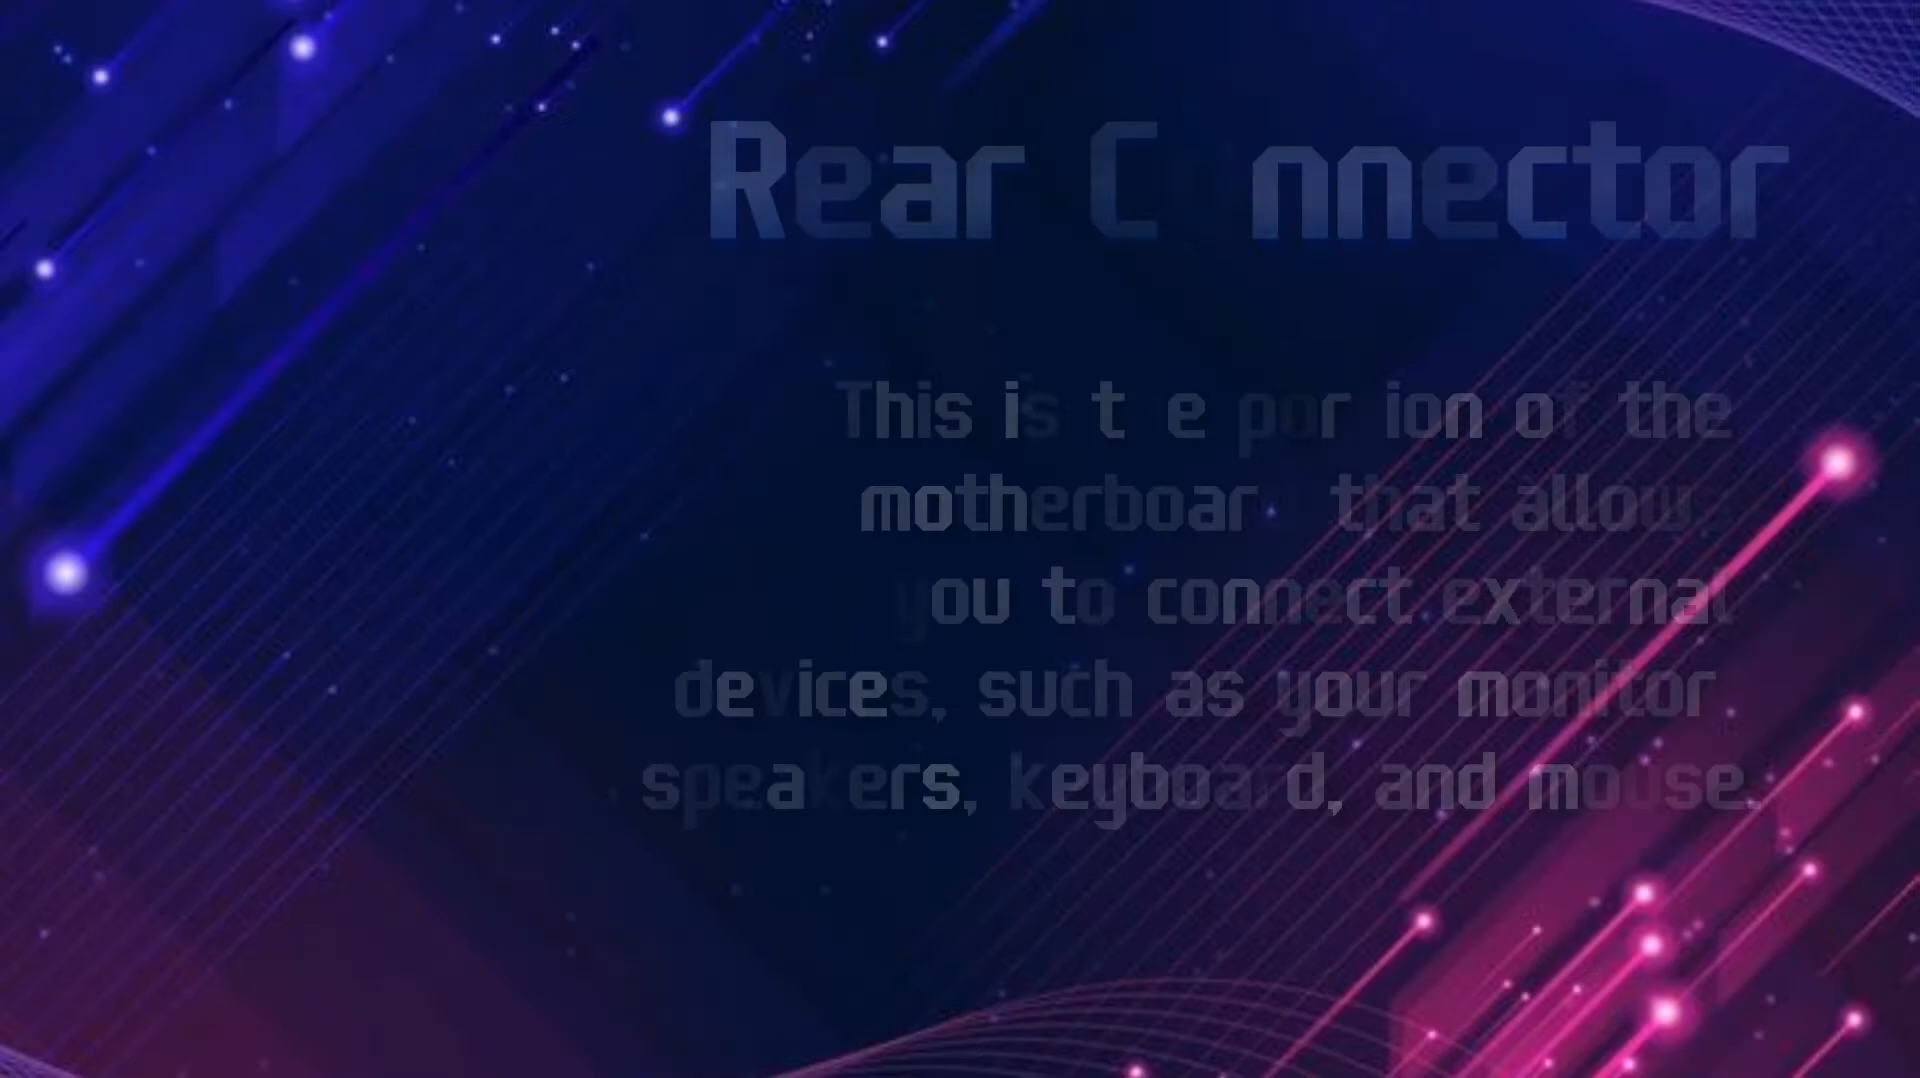 Rear Connector
This is the portion of the
motherboard that allows
you to connect external
devices, such as your monitor
speakers, keyboard, and mouse.